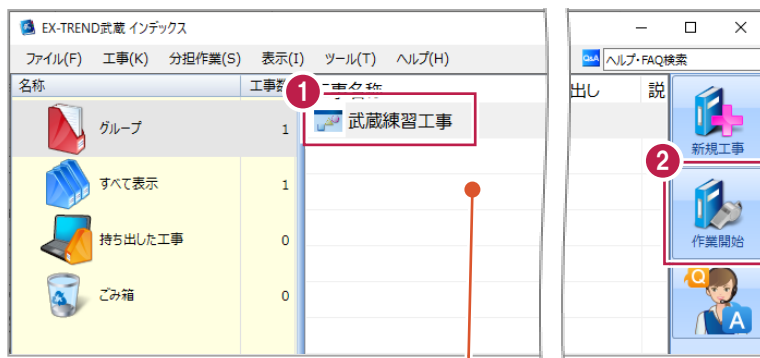 EX-TREND武蔵 インデックス
ファイル(F) 工事(K) 分担作業(S) 表示(I) ツール(T) ヘルプ(H)
Q&A ヘルプ・FAQ検索
名称 工事数 工事名称 出し 説
1
グループ 1
武蔵練習工事
すべて表示 1
持ち出した工事 0
ごみ箱 0
新規工事
2
作業開始
Q
A